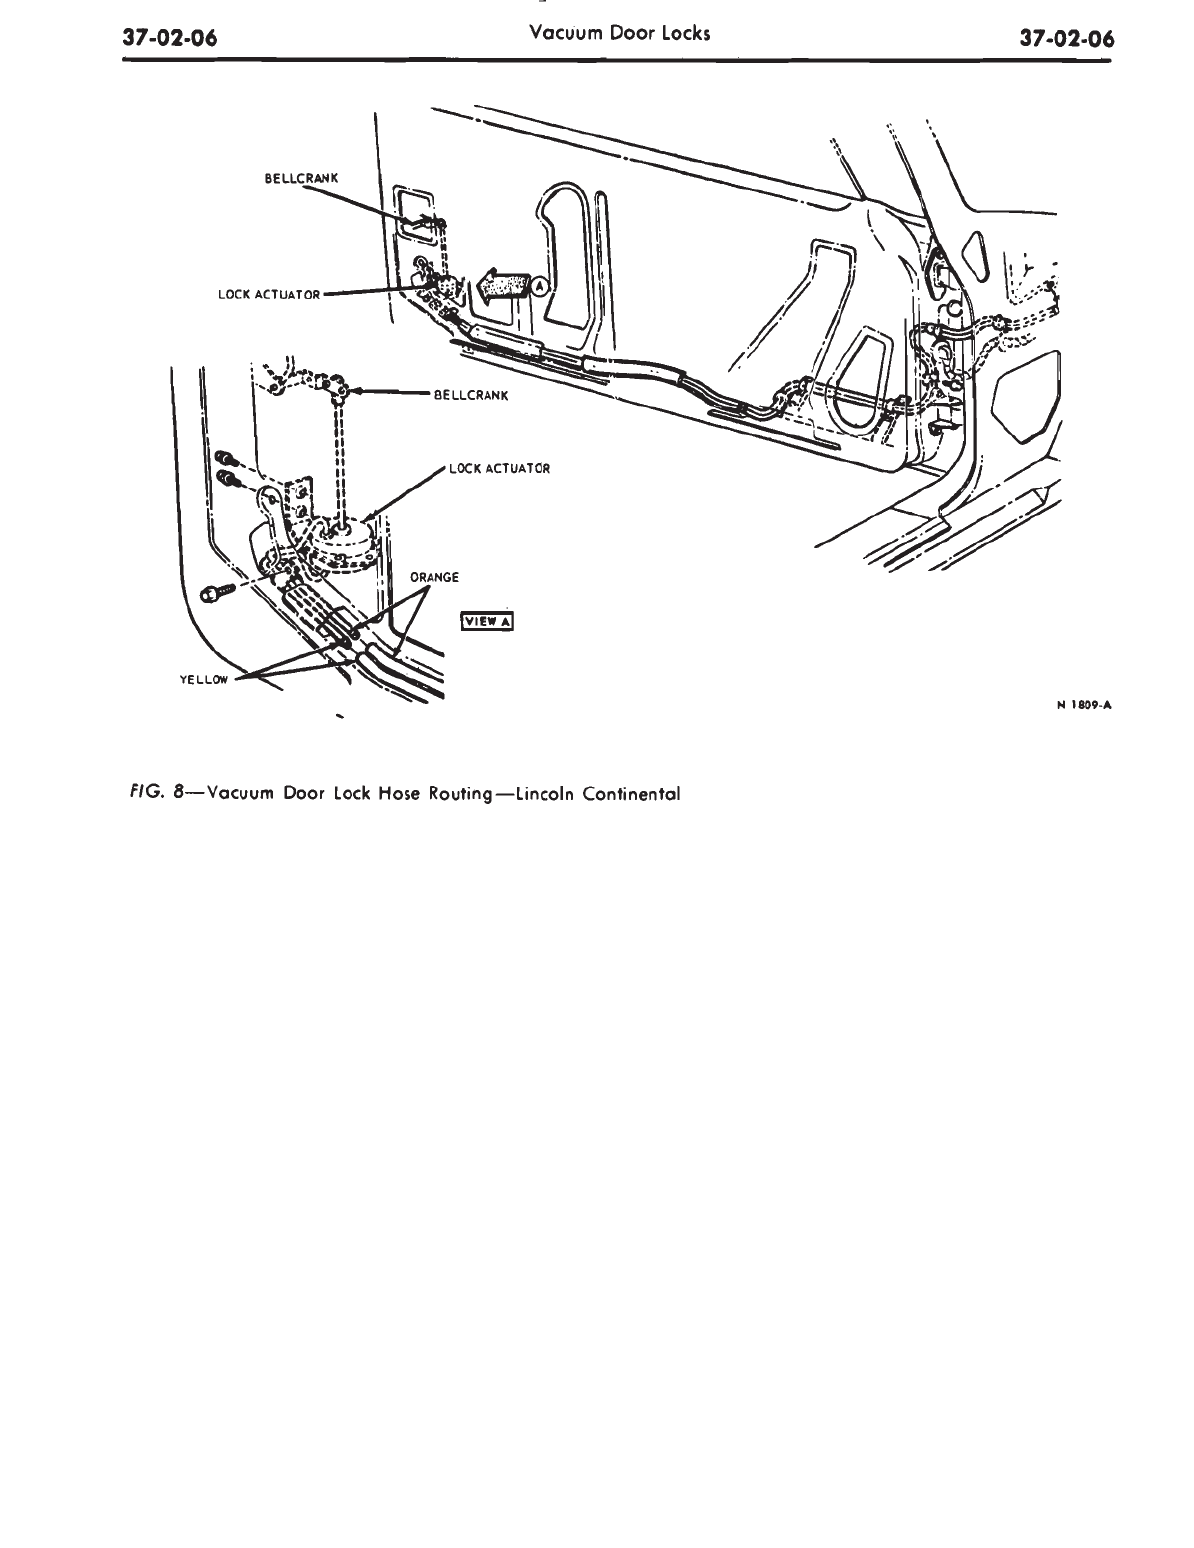 37-02-06 Vacuum Door Locks 37-02-06
BELLCRANK
LOCK ACTUATOR
A
BELLCRANK
LOCK ACTUATOR
ORANGE
VIEW A
YELLOW
N 1809-A
FIG. 8—Vacuum Door Lock Hose Routing—Lincoln Continental